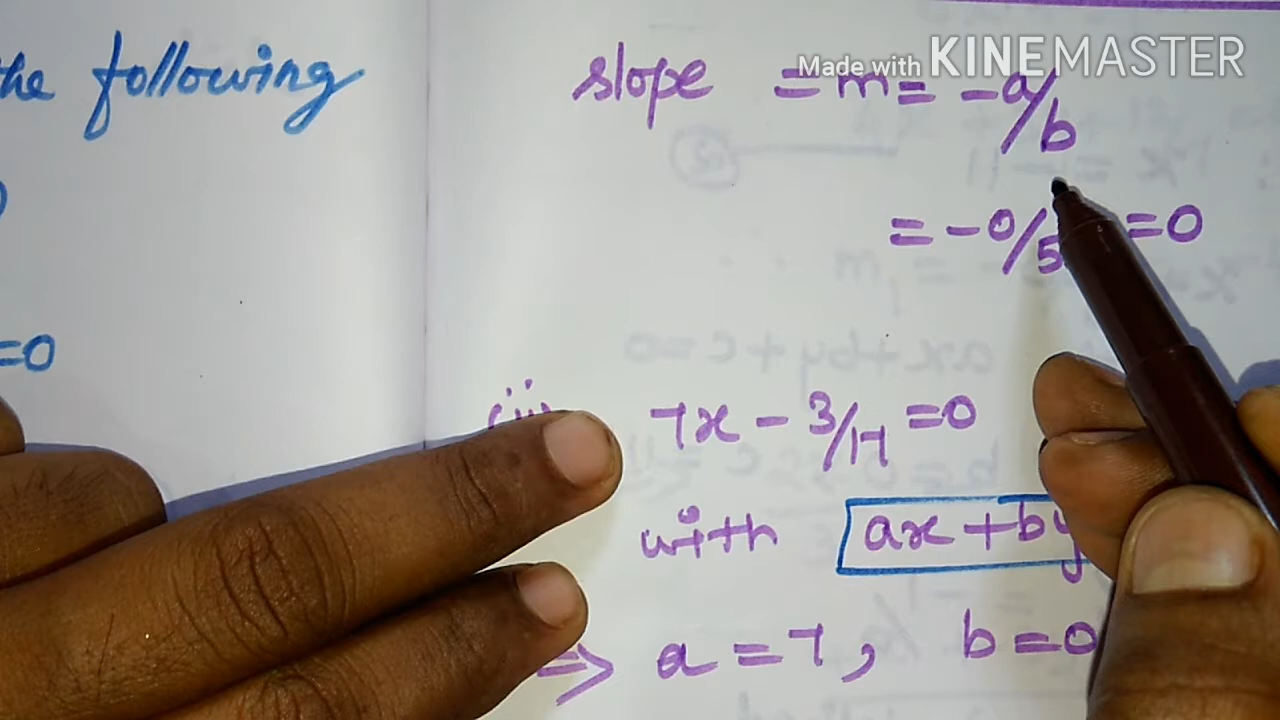 the following
=0
slope = m = -a/b
= -0/5 = 0
(ii) 7x - 3/17 = 0
with ax + by
=> a = 7, b = 0
Made with KINEMASTER